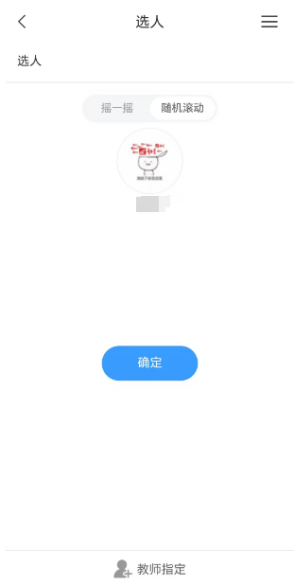 选人
选人
摇一摇 随机滚动
确定
教师指定